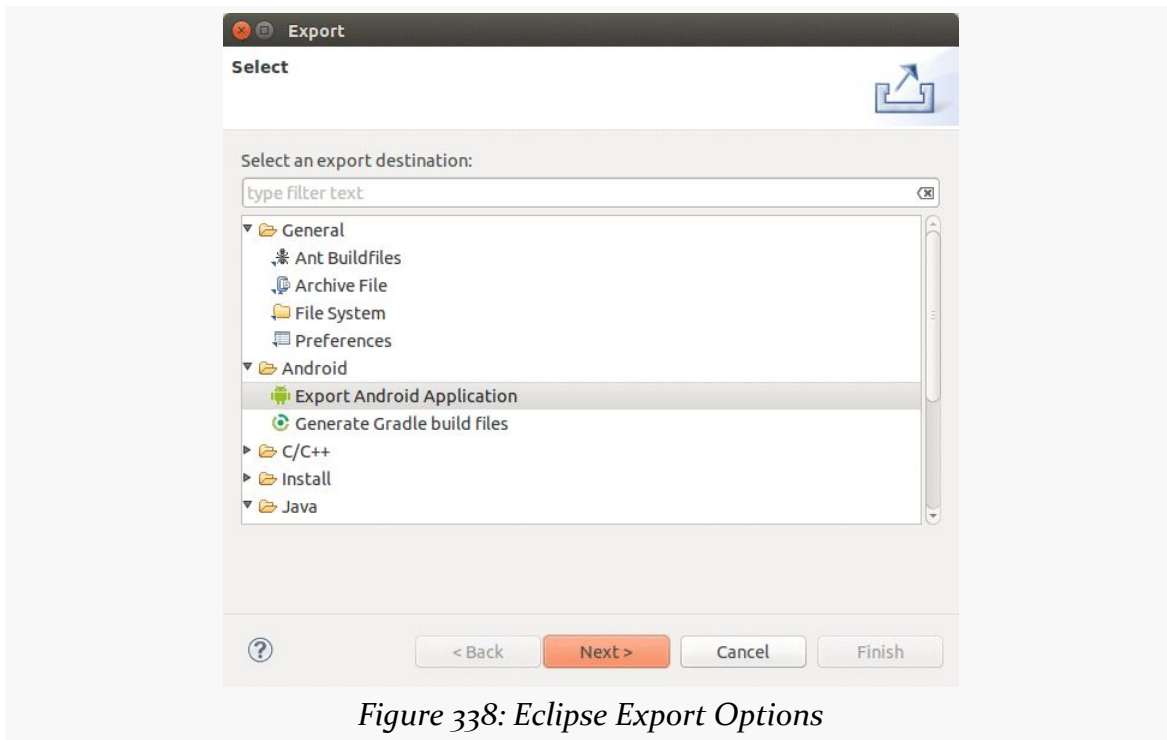 Export
Select
Select an export destination:
type filter text
General
Ant Buildfiles
Archive File
File System
Preferences
Android
Export Android Application
Generate Gradle build files
C/C++
Install
Java
< Back Next > Cancel Finish
Figure 338: Eclipse Export Options